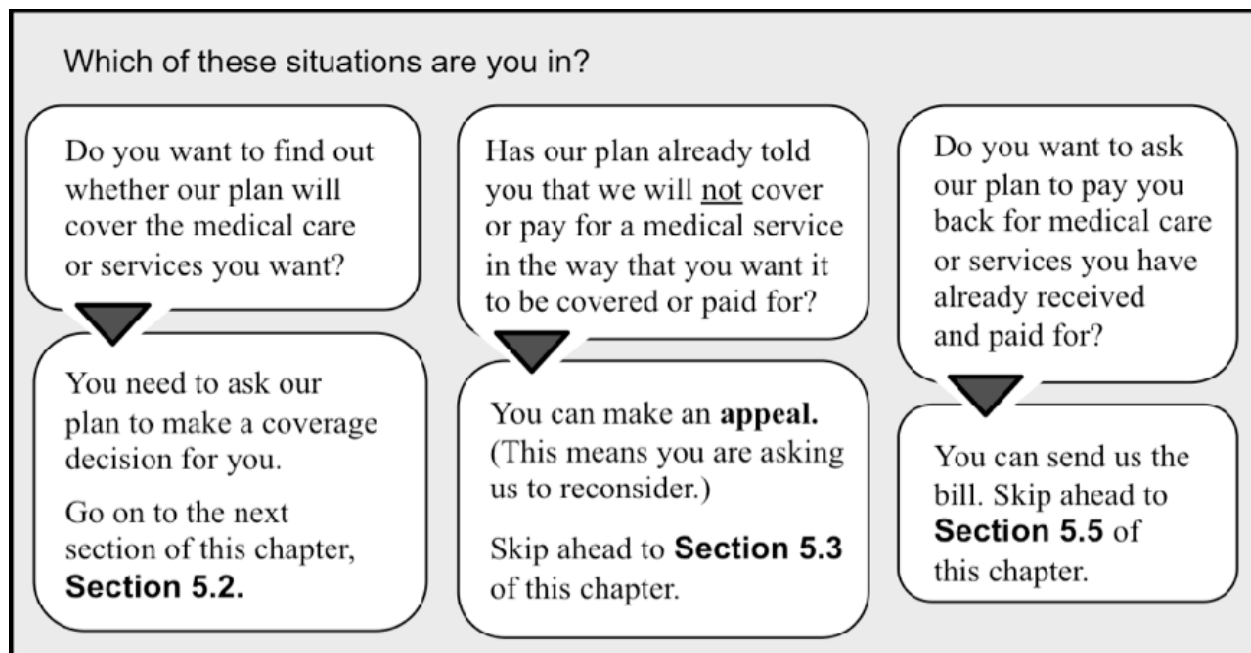 Which of these situations are you in?
Do you want to find out
whether our plan will
cover the medical care
or services you want?
You need to ask our
plan to make a coverage
decision for you.
Go on to the next
section of this chapter,
Section 5.2.
Has our plan already told
you that we will not cover
or pay for a medical service
in the way that you want it
to be covered or paid for?
You can make an appeal.
(This means you are asking
us to reconsider.)
Skip ahead to Section 5.3
of this chapter.
Do you want to ask
our plan to pay you
back for medical care
or services you have
already received
and paid for?
You can send us the
bill. Skip ahead to
Section 5.5 of
this chapter.